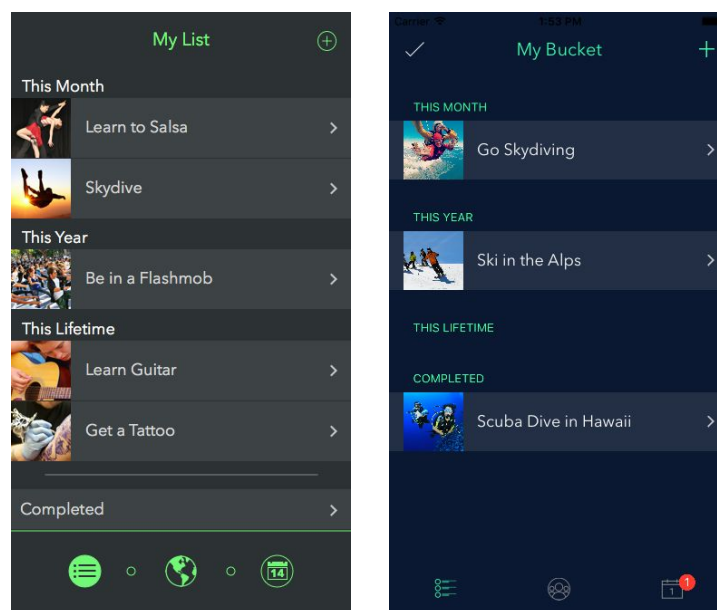 My List
This Month
Learn to Salsa
Skydive
This Year
Be in a Flashmob
This Lifetime
Learn Guitar
Get a Tattoo
Completed
14
Carrier
1:53 PM
My Bucket
THIS MONTH
Go Skydiving
THIS YEAR
Ski in the Alps
THIS LIFETIME
COMPLETED
Scuba Dive in Hawaii
1
1